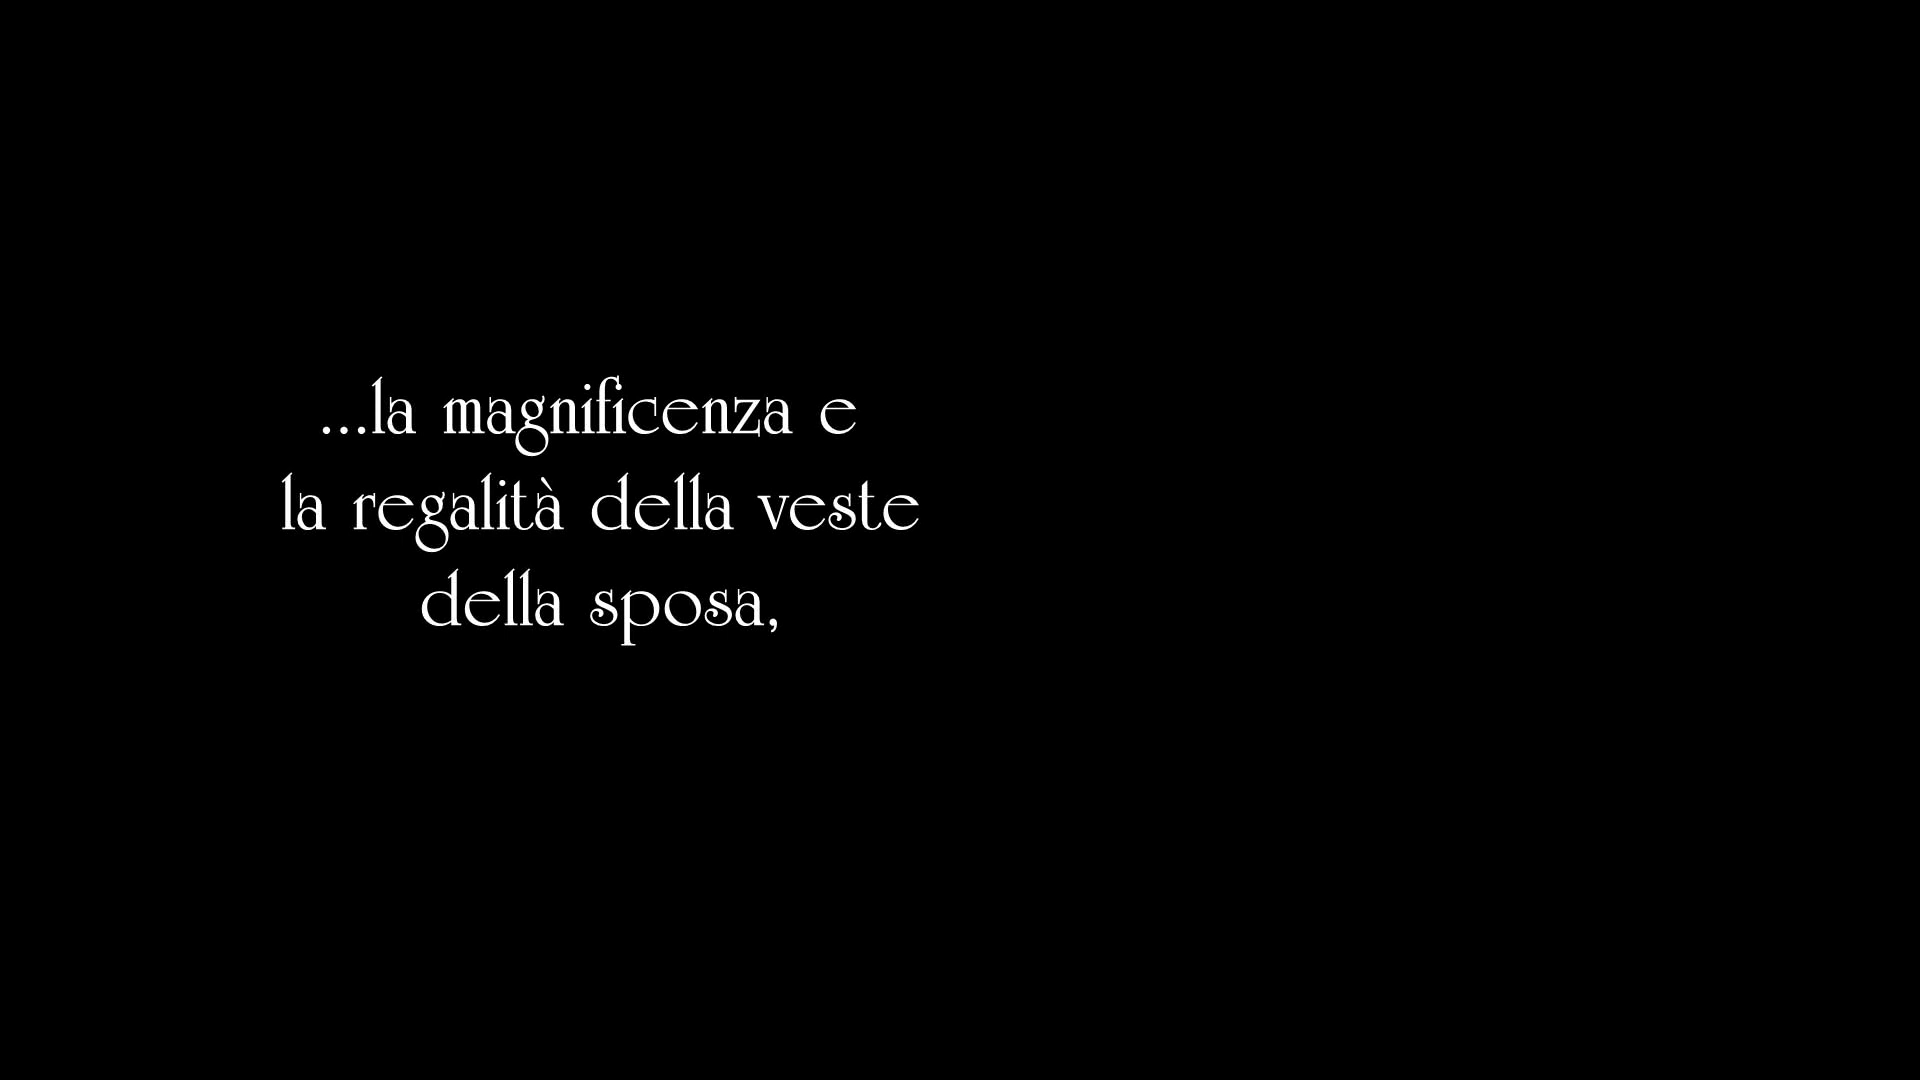 ...la magnificenza e
la regalità della veste
della sposa,